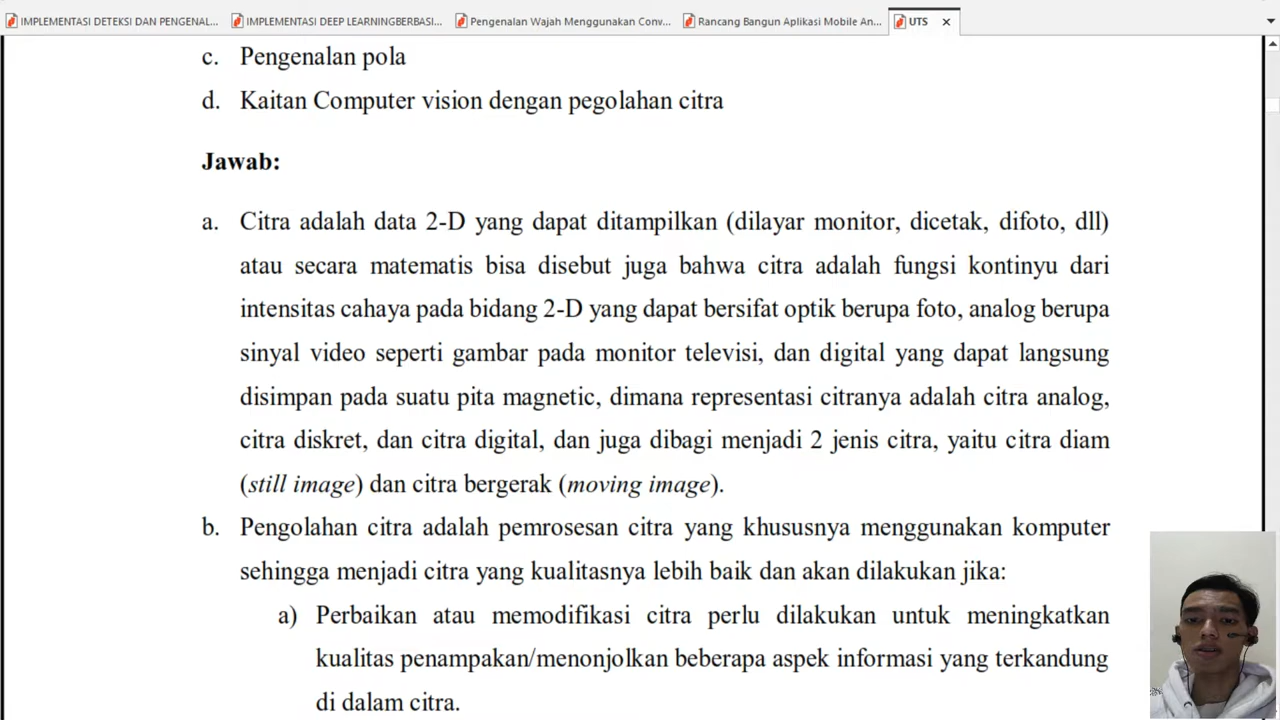 IMPLEMENTASI DETEKSI DAN PENGENAL...
IMPLEMENTASI DEEP LEARNINGBERBASI...
Pengenalan Wajah Menggunakan Conv...
Rancang Bangun Aplikasi Mobile An...
UTS
c. Pengenalan pola
d. Kaitan Computer vision dengan pegolahan citra
Jawab:
a. Citra adalah data 2-D yang dapat ditampilkan (dilayar monitor, dicetak, difoto, dll)
atau secara matematis bisa disebut juga bahwa citra adalah fungsi kontinyu dari
intensitas cahaya pada bidang 2-D yang dapat bersifat optik berupa foto, analog berupa
sinyal video seperti gambar pada monitor televisi, dan digital yang dapat langsung
disimpan pada suatu pita magnetic, dimana representasi citranya adalah citra analog,
citra diskret, dan citra digital, dan juga dibagi menjadi 2 jenis citra, yaitu citra diam
(still image) dan citra bergerak (moving image).
b. Pengolahan citra adalah pemrosesan citra yang khususnya menggunakan komputer
sehingga menjadi citra yang kualitasnya lebih baik dan akan dilakukan jika:
a) Perbaikan atau memodifikasi citra perlu dilakukan untuk meningkatkan
kualitas penampakan/menonjolkan beberapa aspek informasi yang terkandung
di dalam citra.